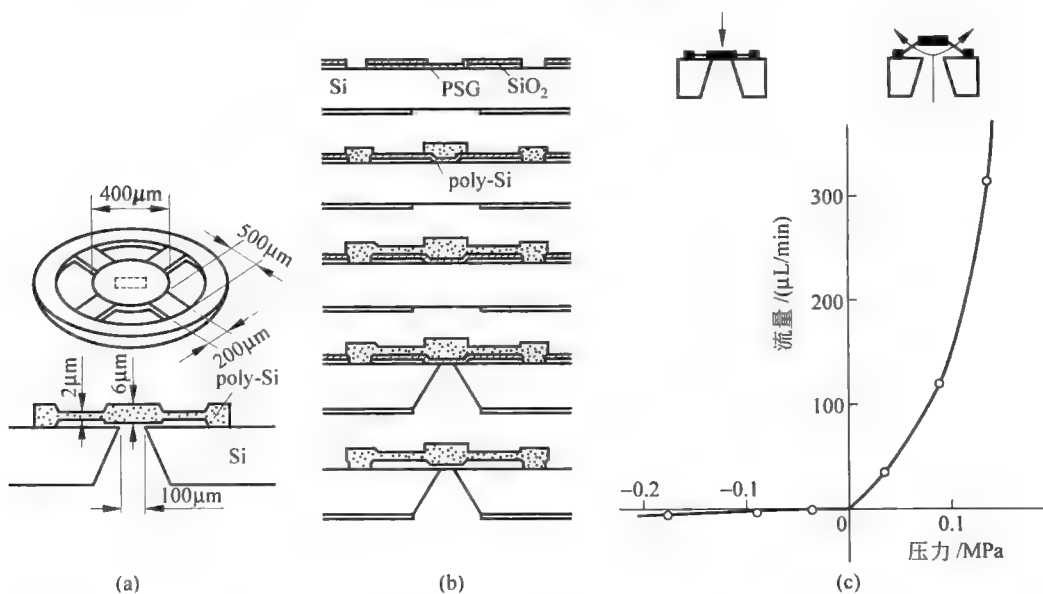 400μm
500μm
200μm
poly-Si
2μm
6μm
Si
100μm
(a)
Si
PSG
SiO₂
poly-Si
(b)
300
200
100
流量/(μL/min)
-0.2
-0.1
0
0.1
压力/MPa
(c)